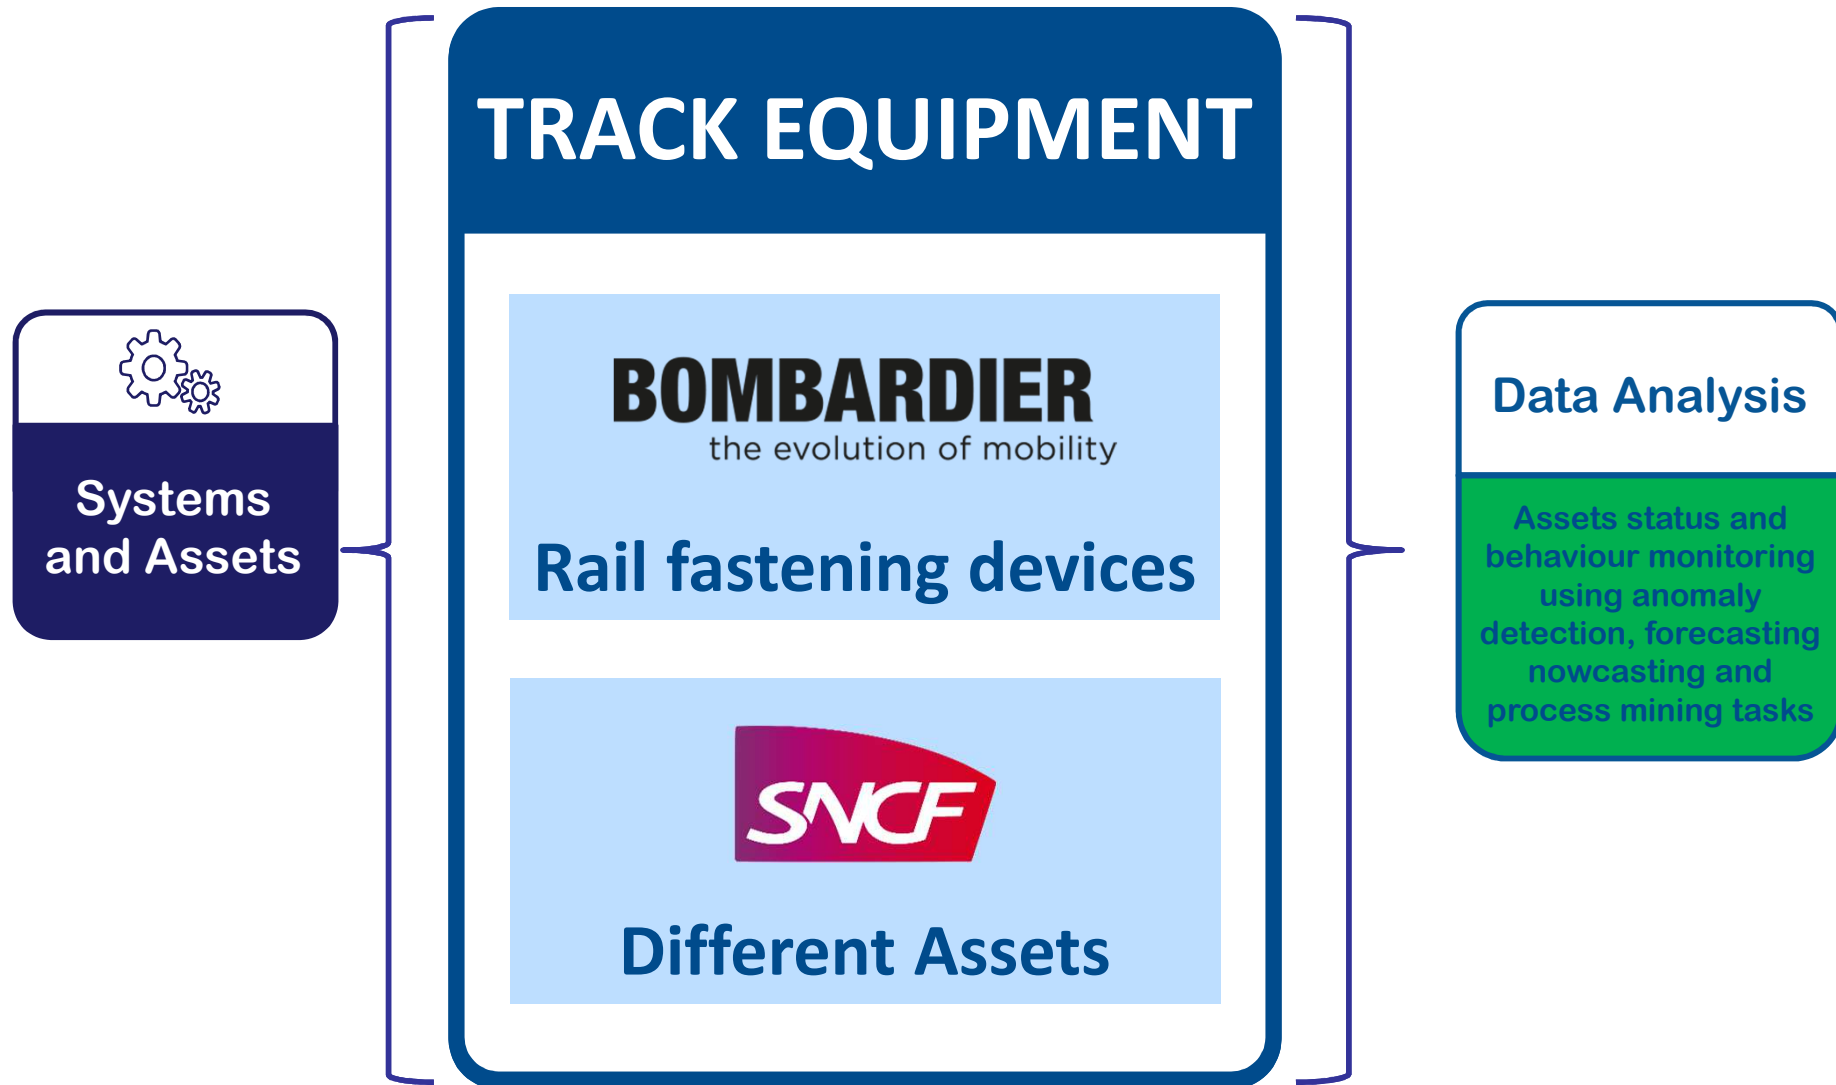 TRACK EQUIPMENT
BOMBARDIER
the evolution of mobility
Rail fastening devices
SNCF
Different Assets
Systems
and Assets
Data Analysis
Assets status and
behaviour monitoring
using anomaly
detection, forecasting
nowcasting and
process mining tasks